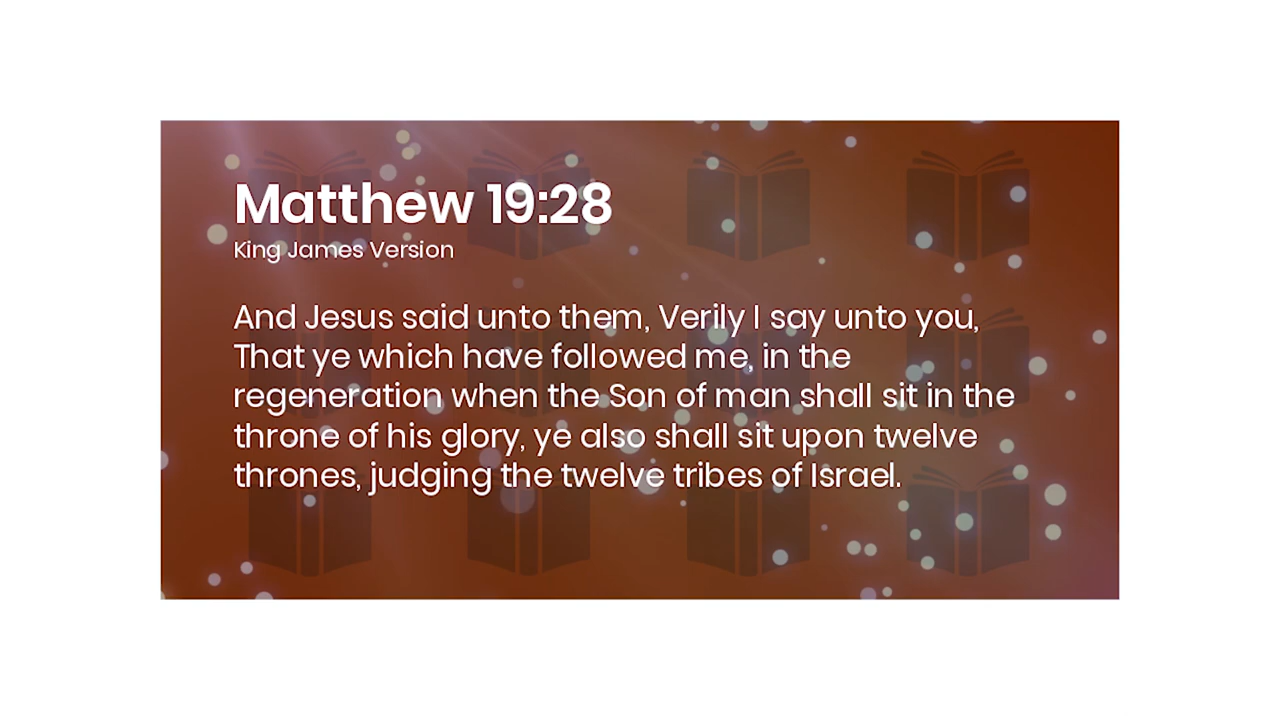 Matthew 19:28
King James Version
And Jesus said unto them, Verily I say unto you,
That ye which have followed me, in the
regeneration when the Son of man shall sit in the
throne of his glory, ye also shall sit upon twelve
thrones, judging the twelve tribes of Israel.